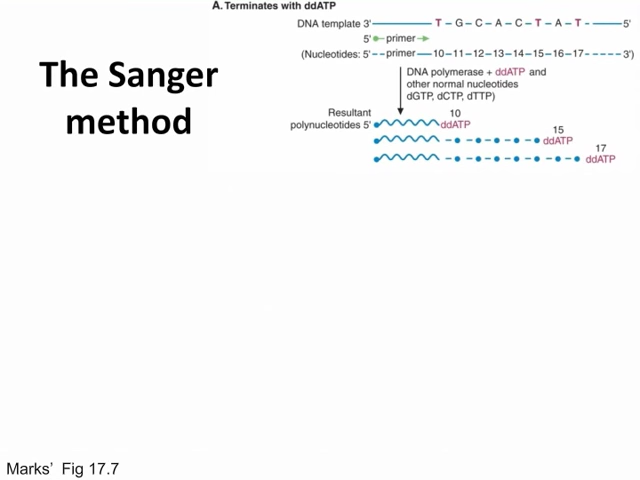 A. Terminates with ddATP
The Sanger
method
DNA template 3' T – G – C – A – C – T – A – T 5'
5' primer
(Nucleotides: 5' -- primer — 10–11–12–13–14–15–16–17 ----- 3')
DNA polymerase + ddATP and
other normal nucleotides
dGTP, dCTP, dTTP)
Resultant
polynucleotides 5'
10
ddATP
15
ddATP
17
ddATP
Marks’ Fig 17.7